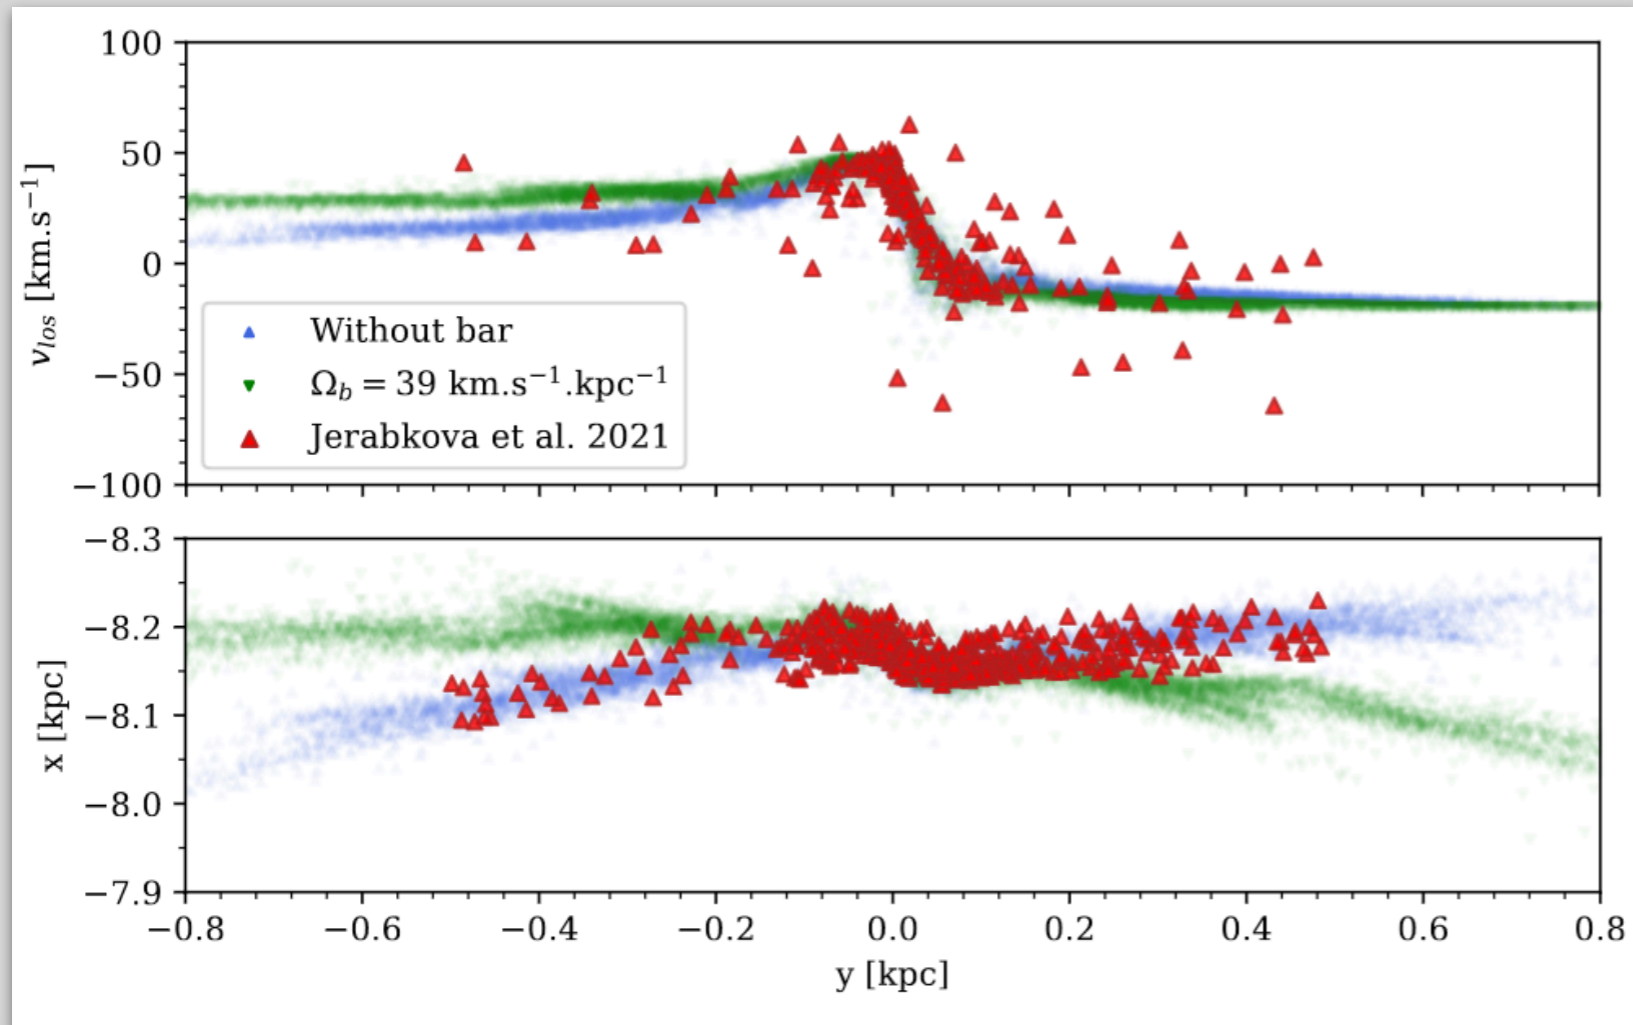 100
50
0
−50
−100
v_los [km.s⁻¹]
Without bar
Ω_b = 39 km.s⁻¹.kpc⁻¹
Jerabkova et al. 2021
−8.3
−8.2
−8.1
−8.0
−7.9
x [kpc]
−0.8 −0.6 −0.4 −0.2 0.0 0.2 0.4 0.6 0.8
y [kpc]